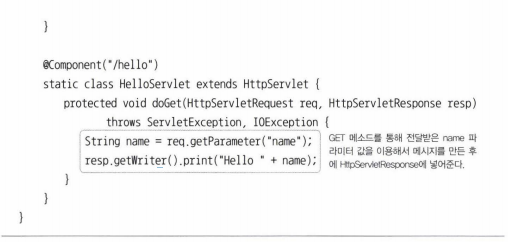 }
@Component("/hello")
static class HelloServlet extends HttpServlet {
protected void doGet(HttpServletRequest req, HttpServletResponse resp)
throws ServletException, IOException {
String name = req.getParameter("name");
resp.getWriter().print("Hello " + name);
GET 메소드를 통해 전달받은 name 파
라미터 값을 이용해서 메시지를 만든 후
에 HttpServletResponse에 넣어준다.
}
}
}